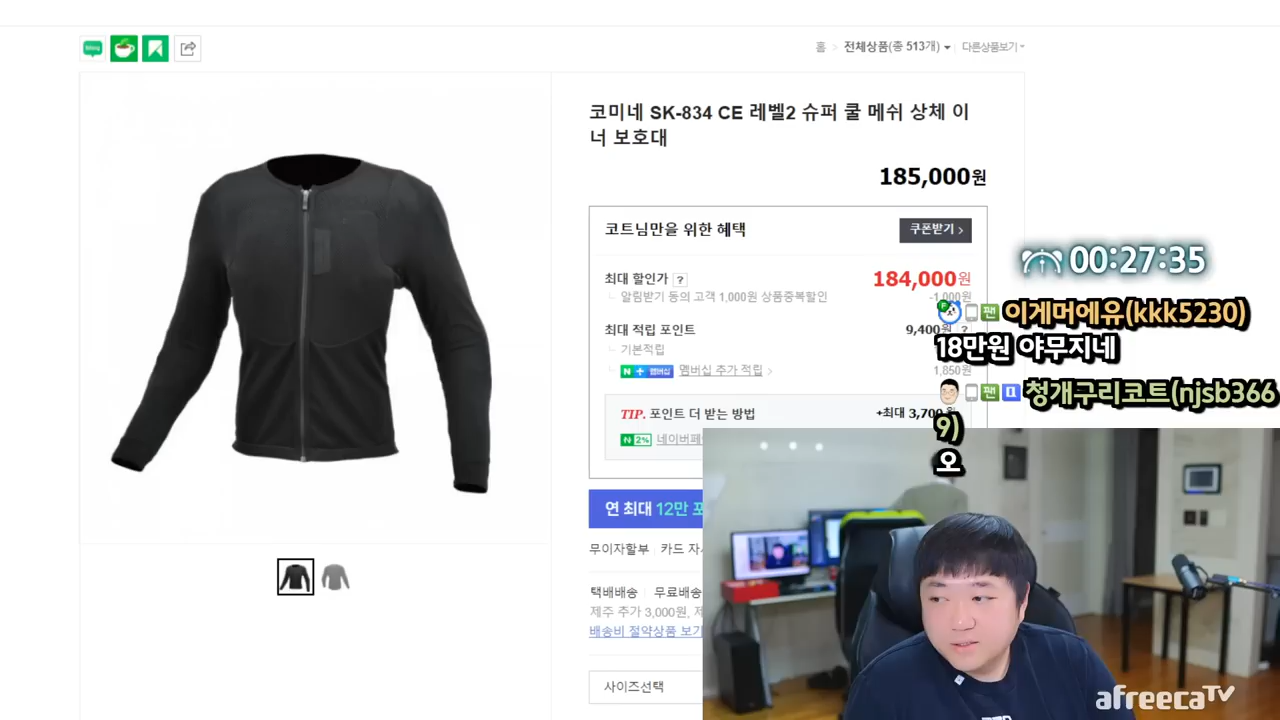 홈 > 전체상품(총 513개) 다른상품보기
코미네 SK-834 CE 레벨2 슈퍼 쿨 메쉬 상체 이
너 보호대
185,000원
코트님만을 위한 혜택
쿠폰받기 >
최대 할인가 ?
184,000원
알림받기 동의 고객 1,000원 상품중복할인
-1,000원
최대 적립 포인트
9,400원 ?
기본적립
N + 멤버십 멤버십 추가 적립 >
1,850원
TIP. 포인트 더 받는 방법
+최대 3,700원
N 2% 네이버페
연 최대 12만 포
무이자할부 카드 자
택배배송 무료배송
제주 추가 3,000원, 제
배송비 절약상품 보기
사이즈선택
00:27:35
팬 이게머에유(kkk5230)
18만원 야무지네
팬 청개구리코트(njsb366
9)
오
afreecaTV